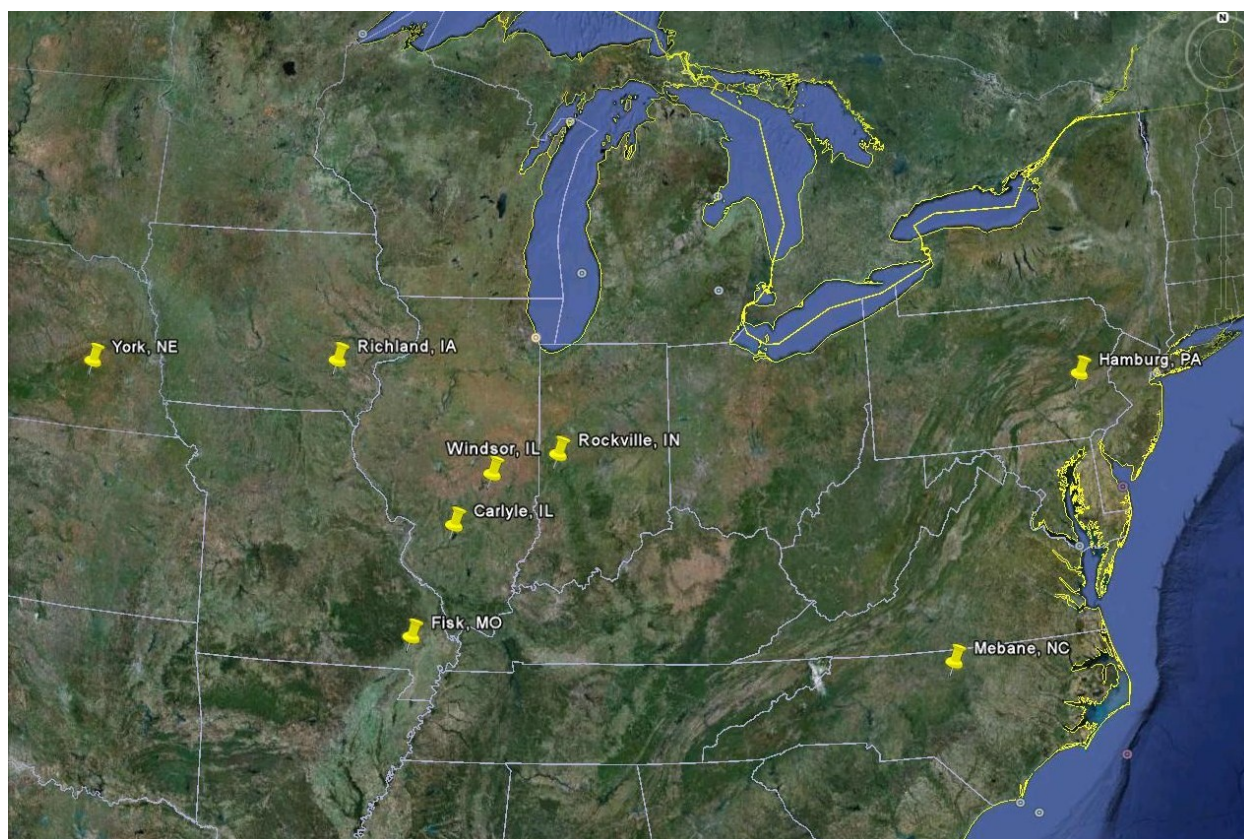 N
York, NE
Richland, IA
Hamburg, PA
Rockville, IN
Windsor, IL
Carlyle, IL
Fisk, MO
Mebane, NC